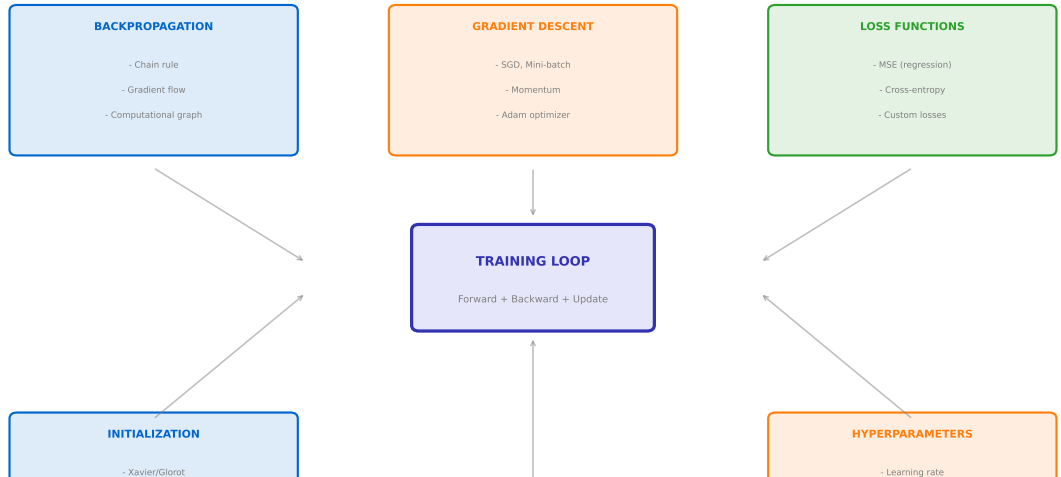 BACKPROPAGATION
- Chain rule
- Gradient flow
- Computational graph
GRADIENT DESCENT
- SGD, Mini-batch
- Momentum
- Adam optimizer
LOSS FUNCTIONS
- MSE (regression)
- Cross-entropy
- Custom losses
TRAINING LOOP
Forward + Backward + Update
INITIALIZATION
- Xavier/Glorot
HYPERPARAMETERS
- Learning rate